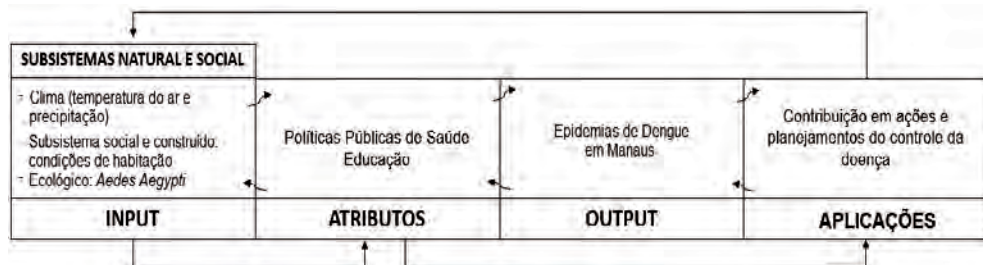 SUBSISTEMAS NATURAL E SOCIAL
- Clima (temperatura do ar e
precipitação)
Subsistema social e construído:
condições de habitação
- Ecológico: Aedes Aegypti
INPUT
Políticas Públicas de Saúde
Educação
ATRIBUTOS
Epidemias de Dengue
em Manaus
OUTPUT
Contribuição em ações e
planejamentos do controle da
doença
APLICAÇÕES